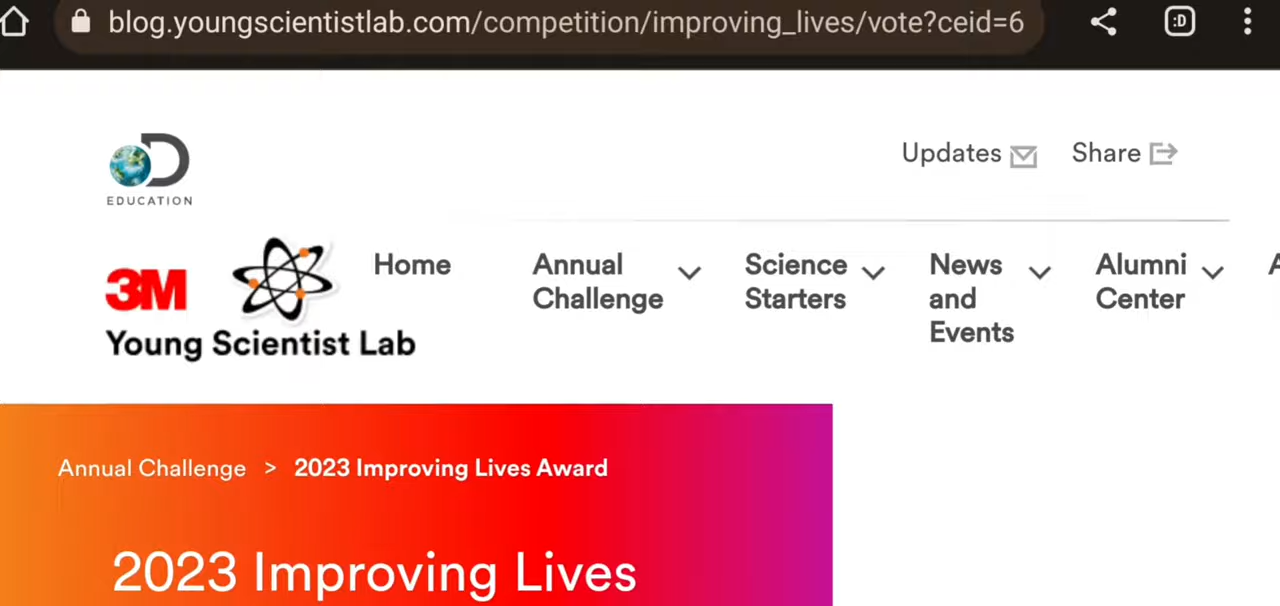 blog.youngscientistlab.com/competition/improving_lives/vote?ceid=6
:D
EDUCATION
Updates
Share
3M
Young Scientist Lab
Home
Annual
Challenge
Science
Starters
News
and
Events
Alumni
Center
A
Annual Challenge > 2023 Improving Lives Award
2023 Improving Lives